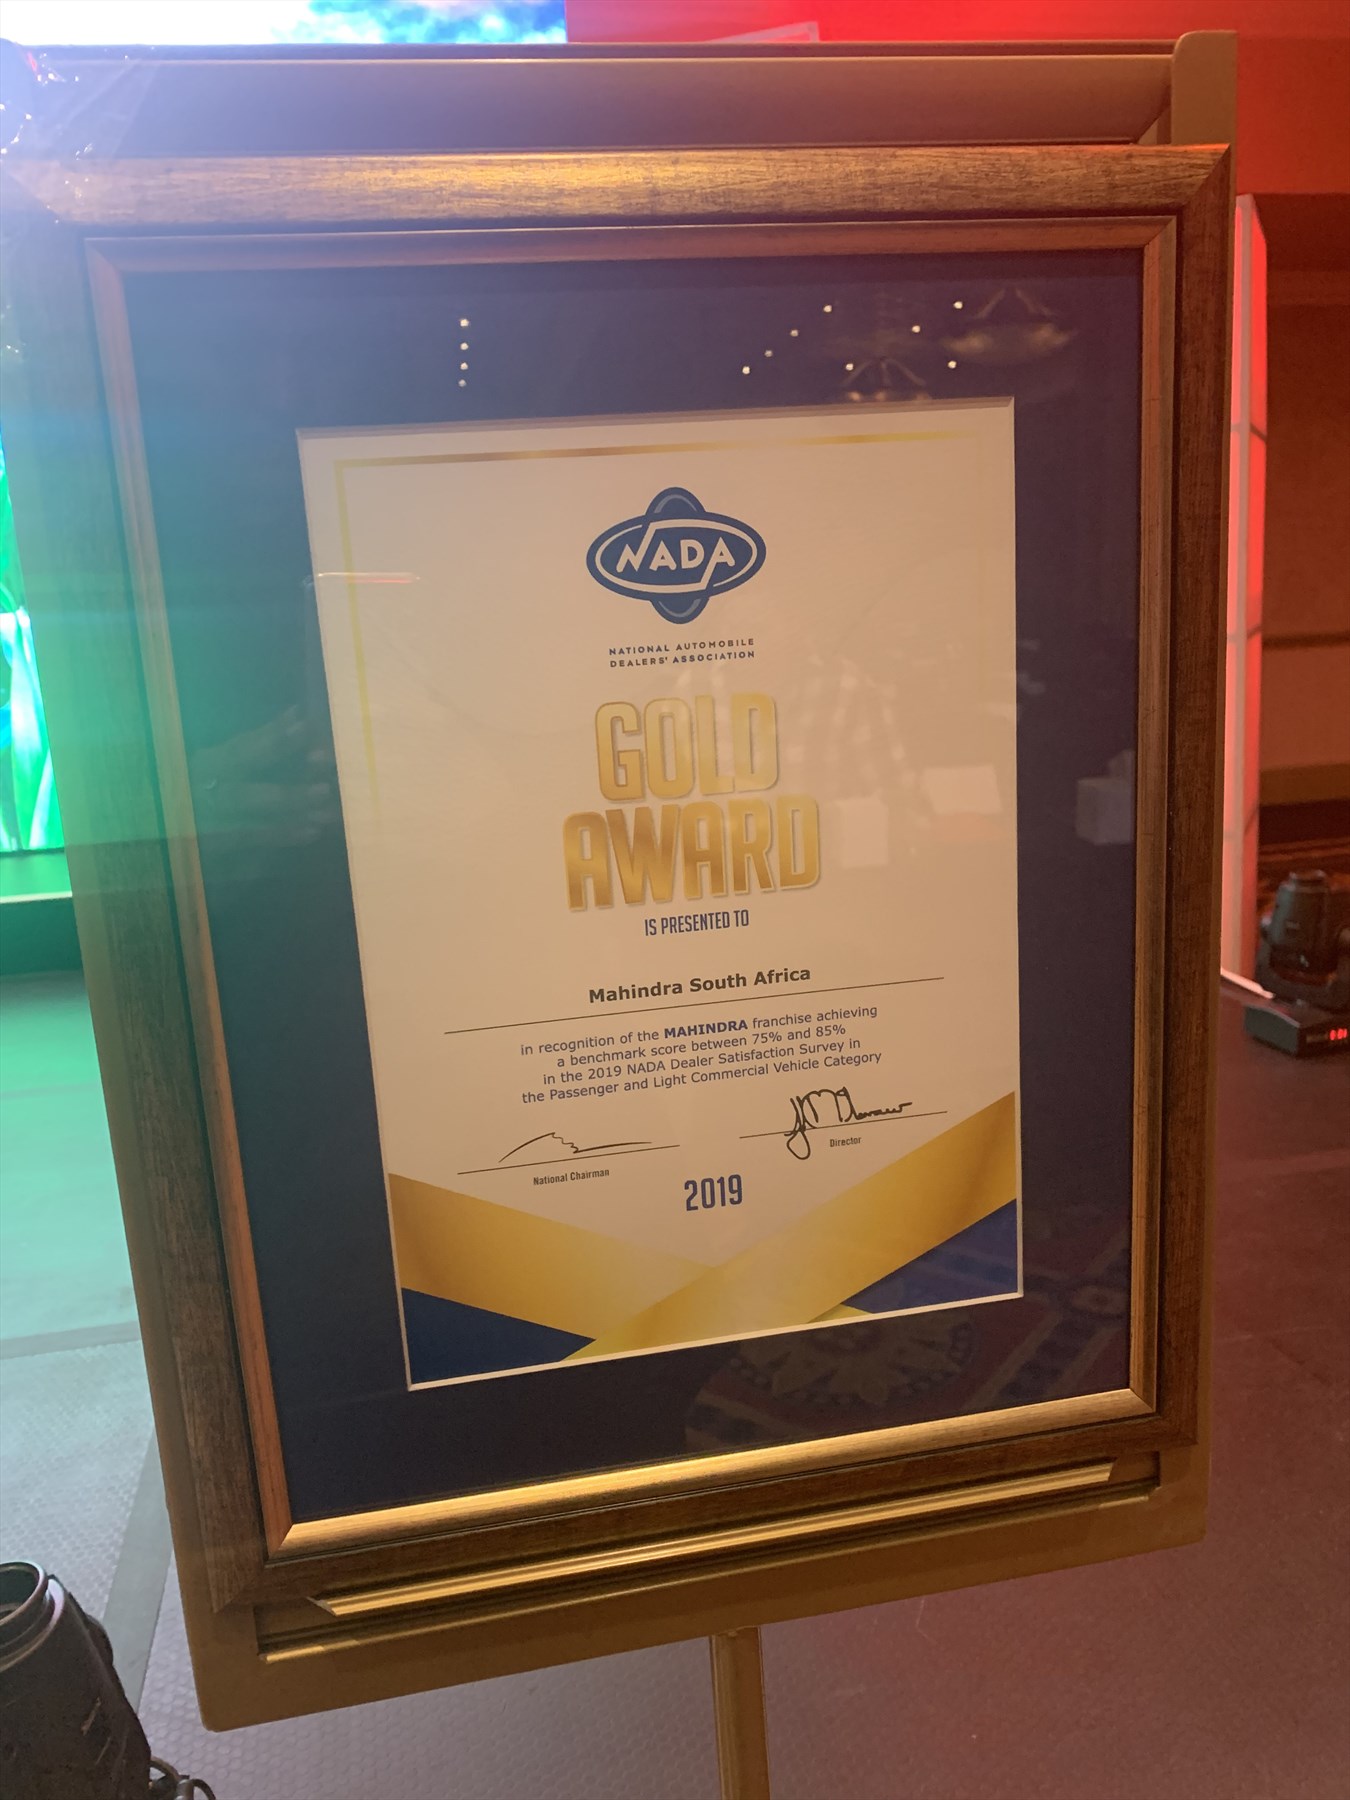 NADA
NATIONAL AUTOMOBILE
DEALERS' ASSOCIATION
GOLD
AWARD
IS PRESENTED TO
Mahindra South Africa
in recognition of the MAHINDRA franchise achieving
a benchmark score between 75% and 85%
in the 2019 NADA Dealer Satisfaction Survey in
the Passenger and Light Commercial Vehicle Category
National Chairman
Director
2019